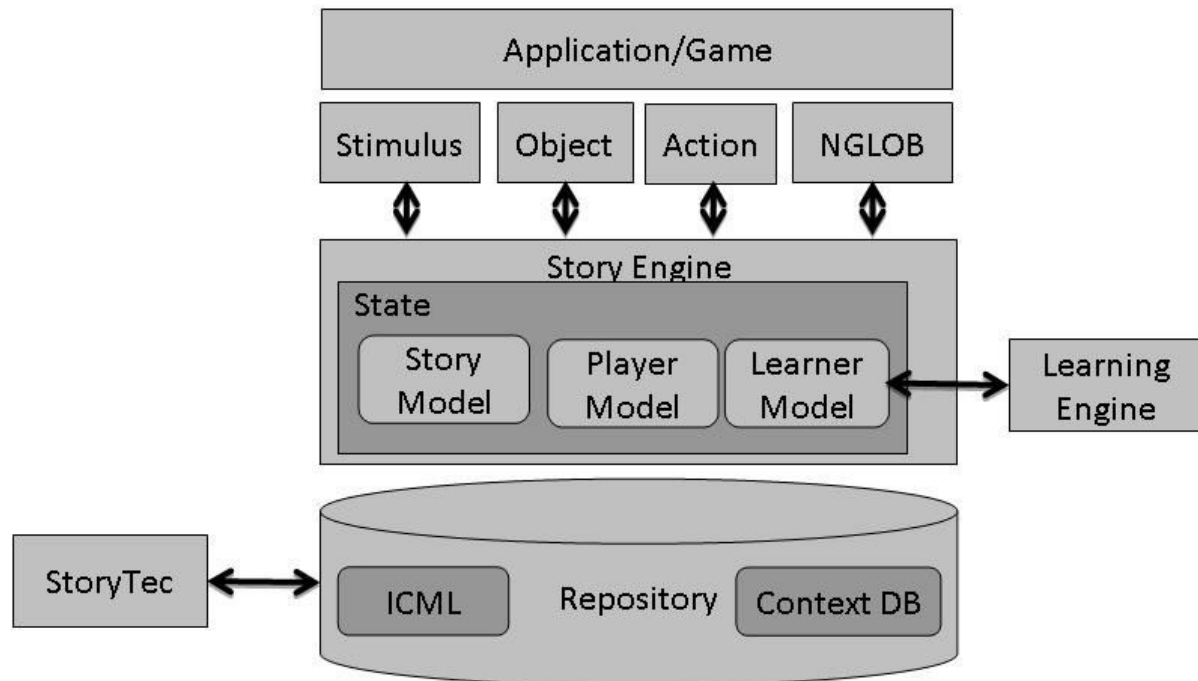 Application/Game
Stimulus
Object
Action
NGLOB
Story Engine
State
Story
Model
Player
Model
Learner
Model
Learning
Engine
StoryTec
ICML
Repository
Context DB